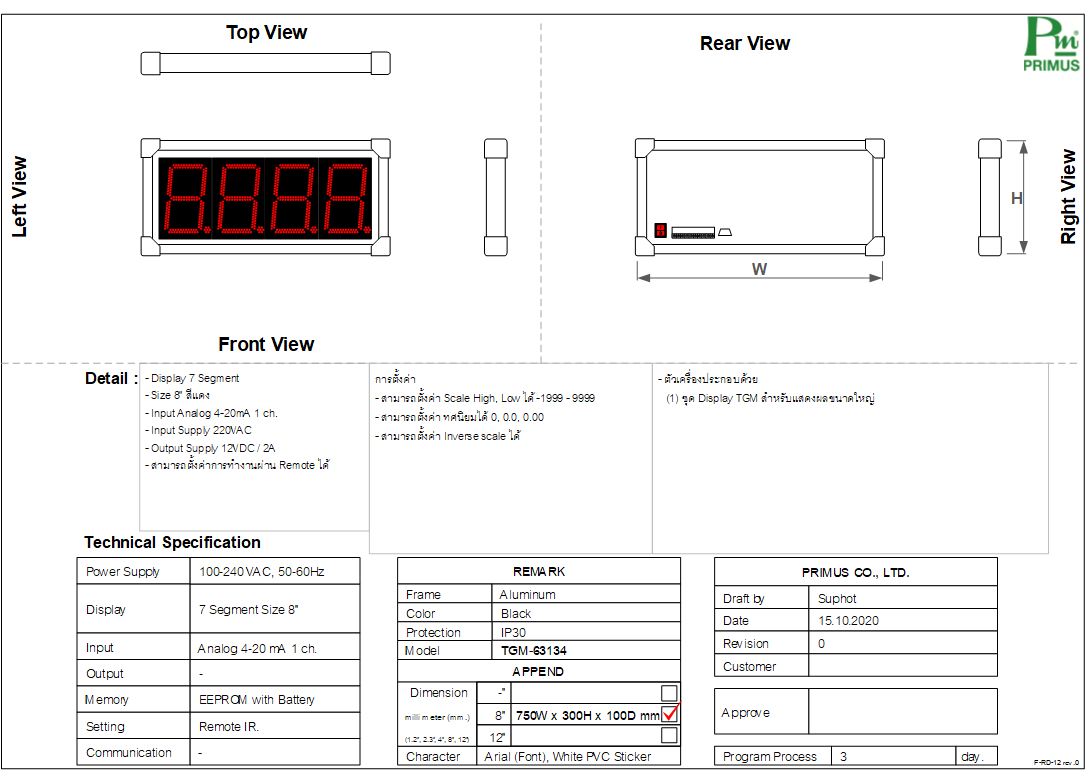 Top View
Rear View
Pm
PRIMUS
Left View
8.8.8.8.
H
Right View
W
Front View
Detail :
- Display 7 Segment
- Size 8" สีแดง
- Input Analog 4-20mA 1 ch.
- Input Supply 220VAC
- Output Supply 12VDC / 2A
- สามารถตั้งค่าการทำงานผ่าน Remote ได้
การตั้งค่า
- สามารถตั้งค่า Scale High, Low ได้ -1999 - 9999
- สามารถตั้งค่า ทศนิยมได้ 0, 0.0, 0.00
- สามารถตั้งค่า Inverse scale ได้
- ตัวเครื่องประกอบด้วย
(1) ชุด Display TGM สำหรับแสดงผลขนาดใหญ่
Technical Specification
Power Supply 100-240VAC, 50-60Hz
Display 7 Segment Size 8"
Input Analog 4-20 mA 1 ch.
Output -
Memory EEPROM with Battery
Setting Remote IR.
Communication -
REMARK
Frame Aluminum
Color Black
Protection IP30
Model TGM-63134
APPEND
Dimension -"
millimeter (mm.) 8" 750W x 300H x 100D mm
(1.2", 2.3", 4", 8", 12") 12"
Character Arial (Font), White PVC Sticker
PRIMUS CO., LTD.
Draft by Suphot
Date 15.10.2020
Revision 0
Customer
Approve
Program Process 3 day.
F-RD-12 rev .0